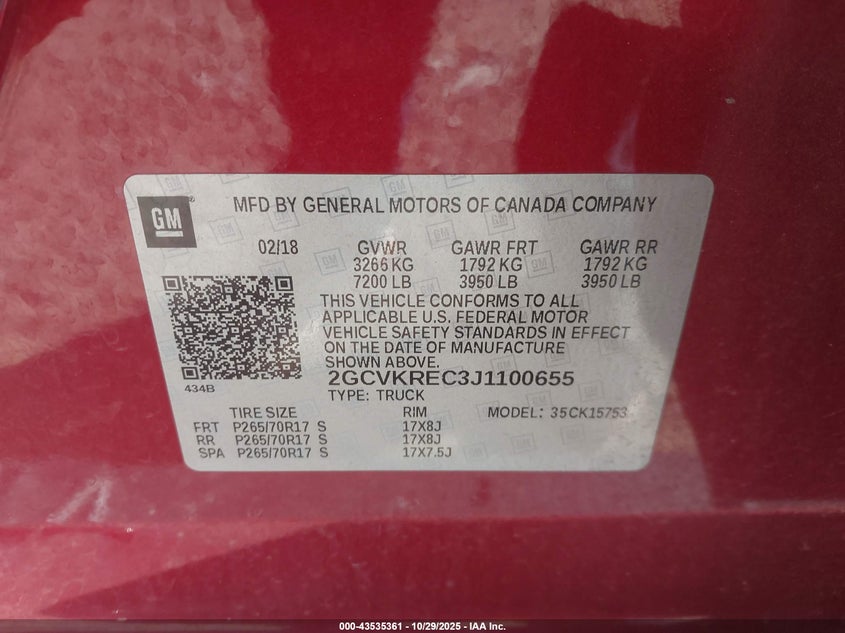 GM
MFD BY GENERAL MOTORS OF CANADA COMPANY
02/18 GVWR GAWR FRT GAWR RR
3266 KG 1792 KG 1792 KG
7200 LB 3950 LB 3950 LB
THIS VEHICLE CONFORMS TO ALL
APPLICABLE U.S. FEDERAL MOTOR
VEHICLE SAFETY STANDARDS IN EFFECT
ON THE DATE OF MANUFACTURE
SHOWN ABOVE.
2GCVKREC3J1100655
434B
TYPE: TRUCK
TIRE SIZE RIM MODEL: 35CK15753
FRT P265/70R17 S 17X8J
RR P265/70R17 S 17X8J
SPA P265/70R17 S 17X7.5J
000-43535361 - 10/29/2025 - IAA Inc.